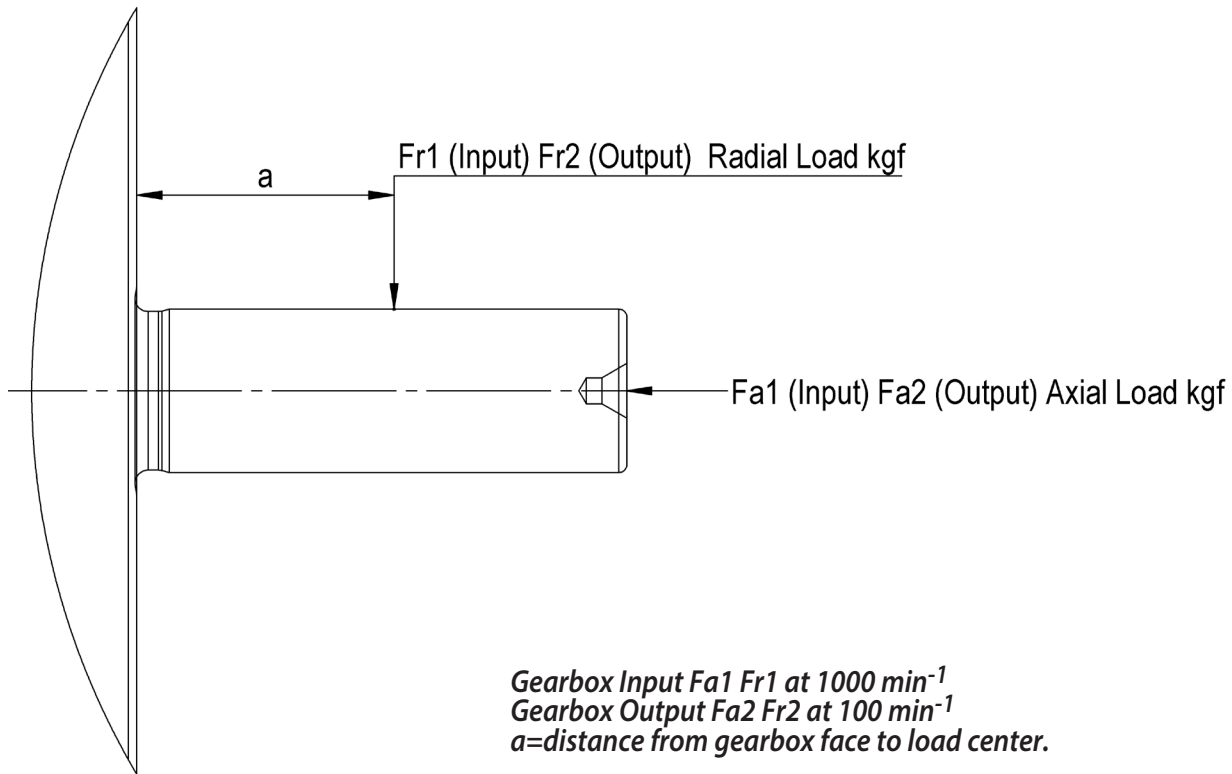 Fr1 (Input) Fr2 (Output) Radial Load kgf
a
Fa1 (Input) Fa2 (Output) Axial Load kgf
Gearbox Input Fa1 Fr1 at 1000 min-1
Gearbox Output Fa2 Fr2 at 100 min-1
a=distance from gearbox face to load center.